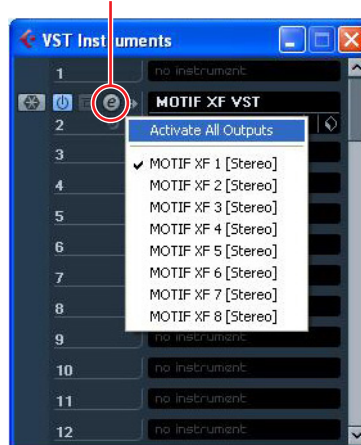 VST Instruments
1 no instrument
e MOTIF XF VST
2 Activate All Outputs
3 ✓ MOTIF XF 1 [Stereo]
MOTIF XF 2 [Stereo]
4 MOTIF XF 3 [Stereo]
5 MOTIF XF 4 [Stereo]
6 MOTIF XF 5 [Stereo]
MOTIF XF 6 [Stereo]
7 MOTIF XF 7 [Stereo]
8 MOTIF XF 8 [Stereo]
9 no instrument
10 no instrument
11 no instrument
12 no instrument